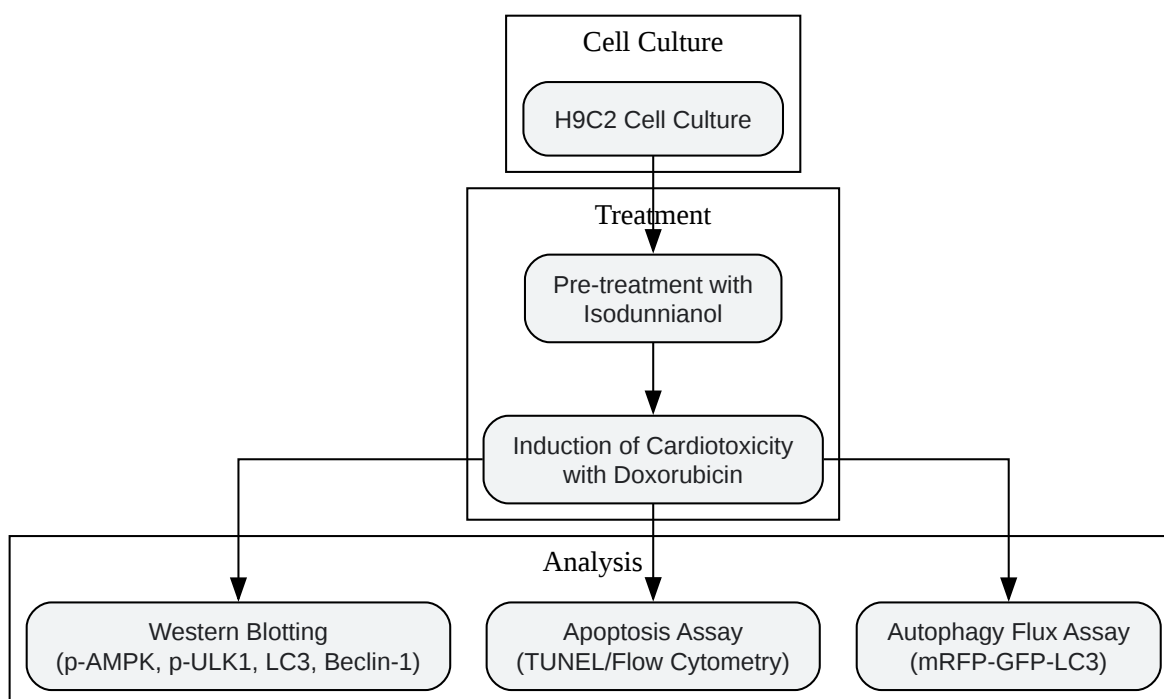 Cell Culture
H9C2 Cell Culture
Treatment
Pre-treatment with
Isodunnianol
Induction of Cardiotoxicity
with Doxorubicin
Analysis
Western Blotting
(p-AMPK, p-ULK1, LC3, Beclin-1)
Apoptosis Assay
(TUNEL/Flow Cytometry)
Autophagy Flux Assay
(mRFP-GFP-LC3)